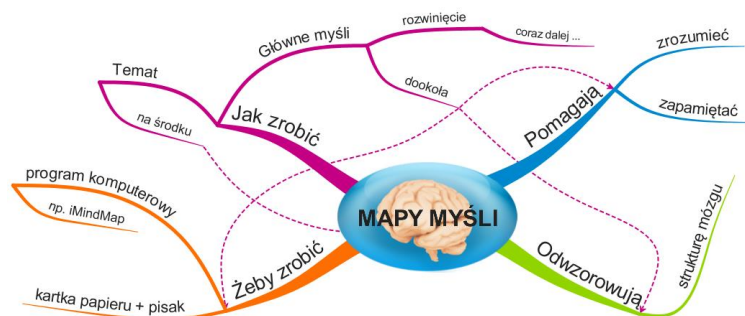 MAPY MYŚLI
Jak zrobić
Temat
na środku
Główne myśli
rozwinięcie
coraz dalej ...
dookoła
Pomagają
zrozumieć
zapamiętać
Odwzorowują
strukturę mózgu
Żeby zrobić
program komputerowy
np. iMindMap
kartka papieru + pisak